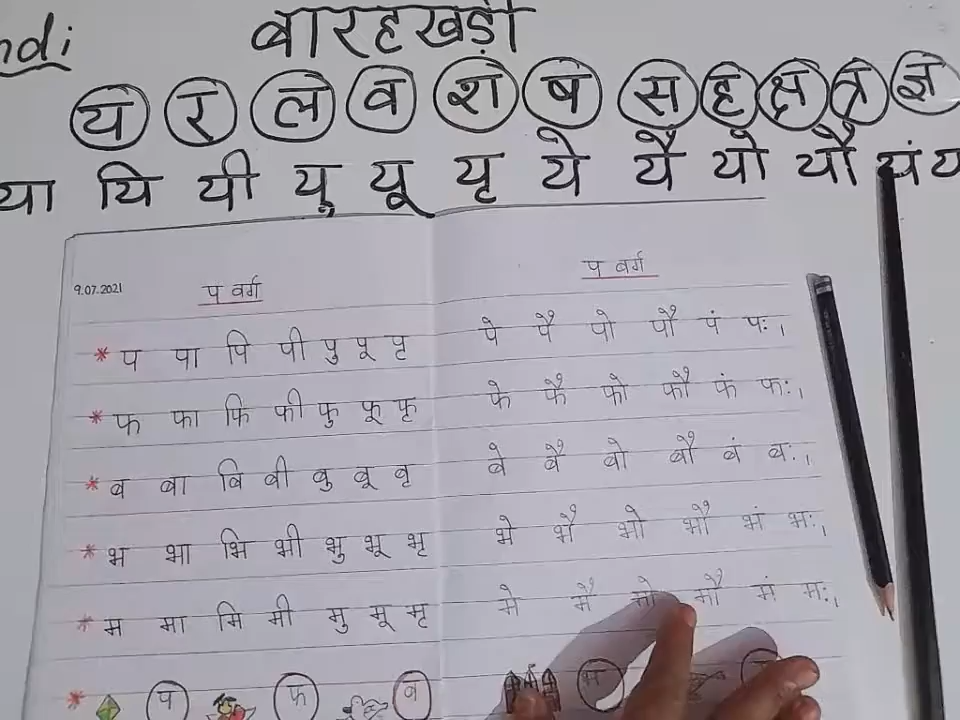 बारहखड़ी
य र ल व श ष स ह क्ष त्र ज्ञ
या यि यी यु यू यृ ये यै यो यौ यं
9.07.2021 प वर्ग प वर्ग
* प पा पि पी पु पू पृ पे पै पो पौ पं पः।
* फ फा फि फी फु फू फृ फे फै फो फौ फं फः।
* ब बा बि बी बु बू बृ बे बै बो बौ बं बः।
* भ भा भि भी भु भू भृ भे भै भो भौ भं भः।
* म मा मि मी मु मू मृ मे मै मो मौ मं मः।
* प फ ब भ